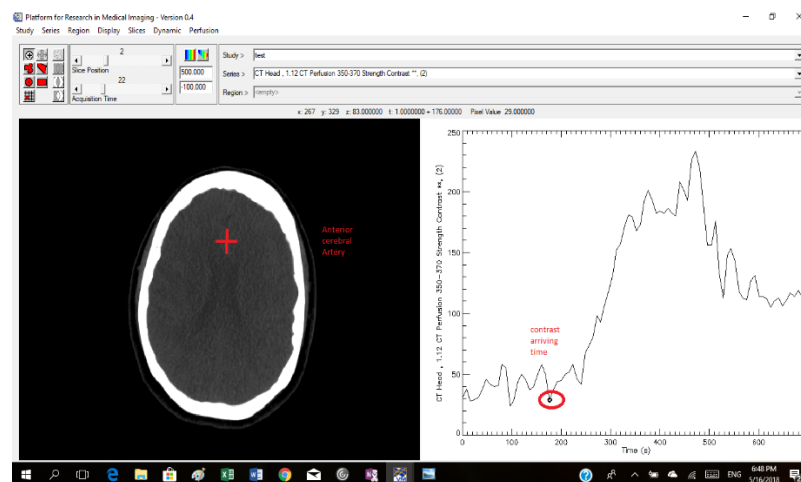 Platform for Research in Medical Imaging - Version 0.4
Study Series Region Display Slices Dynamic Perfusion
2
Slice Position
22
Acquisition Time
500.000
-100.000
Study > test
Series > CT Head , 1.12 CT Perfusion 350-370 Strength Contrast **, (2)
Region > <empty>
x: 267 y: 329 z: 83.000000 t: 1.0000000 + 176.00000 Pixel Value 29.000000
Anterior
cerebral
Artery
CT Head , 1.12 CT Perfusion 350-370 Strength Contrast **, (2)
250
200
150
100
50
0
contrast
arriving
time
0 100 200 300 400 500 600
Time (s)
ENG
6:48 PM
5/16/2018